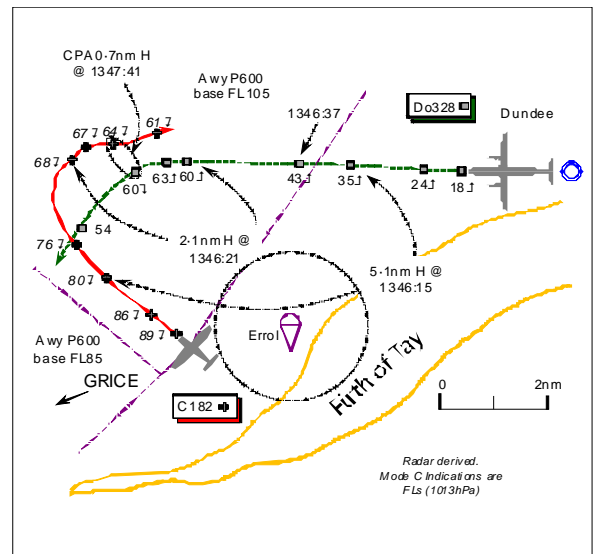 CPA 0·7nm H
@ 1347:41
Awy P600
base FL105
1346:37
Do328
Dundee
67
64
61
68
60
63
60
43
35
24
18
54
76
2·1nm H @
1346:21
5·1nm H @
1346:15
80
86
89
Errol
Awy P600
base FL85
GRICE
C182
Firth of Tay
0
2nm
Radar derived.
Mode C Indications are
FLs (1013hPa)